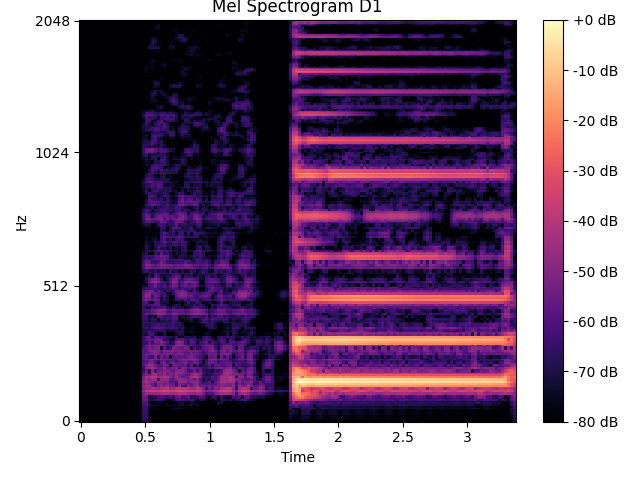 Mel Spectrogram D1
2048
1024
512
0
Hz
0 0.5 1 1.5 2 2.5 3
Time
+0 dB
-10 dB
-20 dB
-30 dB
-40 dB
-50 dB
-60 dB
-70 dB
-80 dB